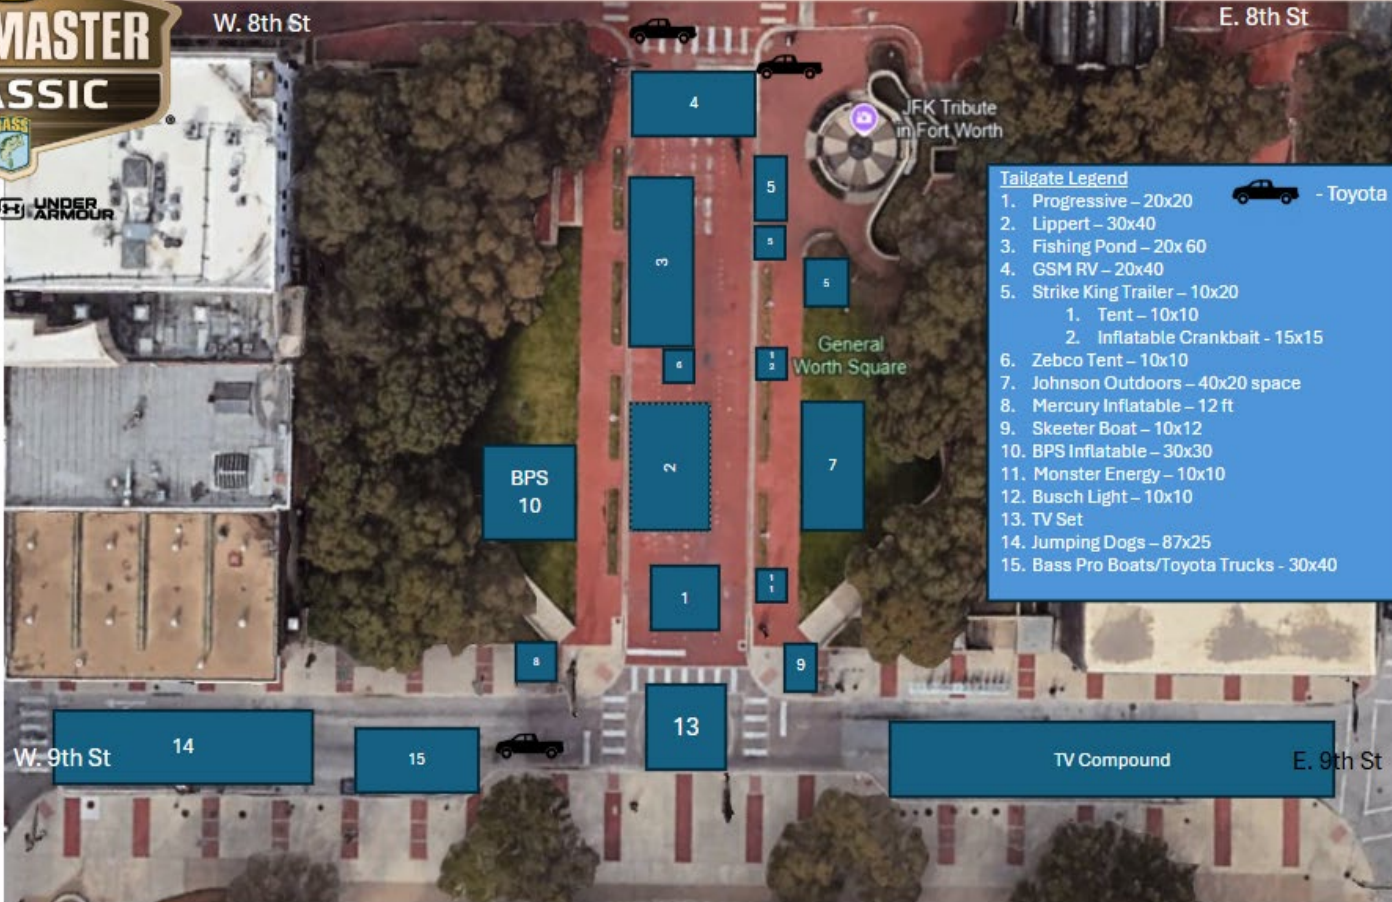 MASTER
ASSIC
BASS
®
UNDER
ARMOUR
W. 8th St
E. 8th St
4
JFK Tribute
in Fort Worth
5
5
5
3
General
Worth Square
6
1
2
2
7
BPS
10
1
1
1
8
9
13
14
W. 9th St
15
TV Compound
E. 9th St
Tailgate Legend
- Toyota
1. Progressive – 20x20
2. Lippert – 30x40
3. Fishing Pond – 20x 60
4. GSM RV – 20x40
5. Strike King Trailer – 10x20
1. Tent – 10x10
2. Inflatable Crankbait - 15x15
6. Zebco Tent – 10x10
7. Johnson Outdoors – 40x20 space
8. Mercury Inflatable – 12 ft
9. Skeeter Boat – 10x12
10. BPS Inflatable – 30x30
11. Monster Energy – 10x10
12. Busch Light – 10x10
13. TV Set
14. Jumping Dogs – 87x25
15. Bass Pro Boats/Toyota Trucks - 30x40